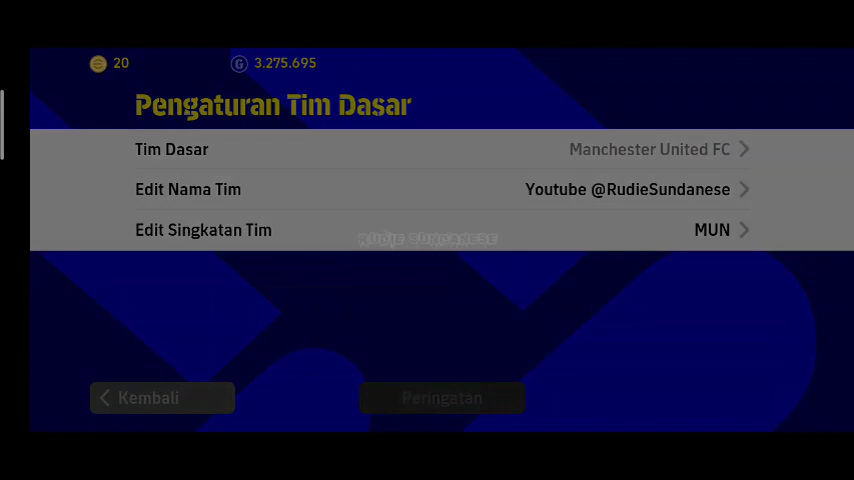 20
3.275.695
Pengaturan Tim Dasar
Tim Dasar Manchester United FC
Edit Nama Tim Youtube @RudieSundanese
Edit Singkatan Tim MUN
RUDIE SUNDANESE
Kembali
Peringatan